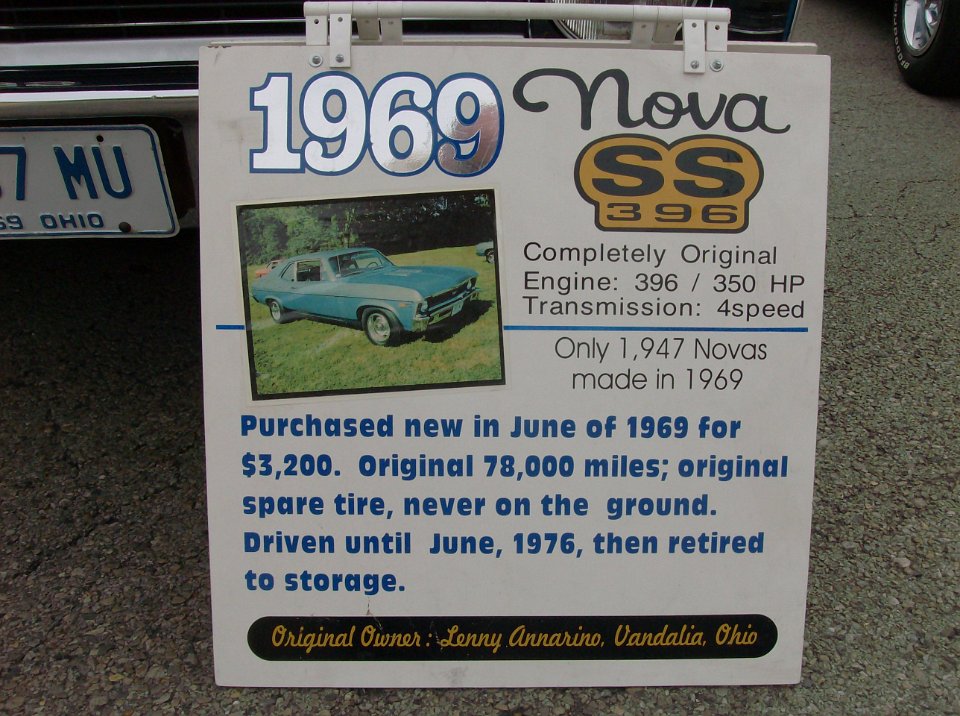 1969 Nova
SS
396
Completely Original
Engine: 396 / 350 HP
Transmission: 4speed
Only 1,947 Novas
made in 1969
Purchased new in June of 1969 for
$3,200. Original 78,000 miles; original
spare tire, never on the ground.
Driven until June, 1976, then retired
to storage.
Original Owner: Lenny Annarino, Vandalia, Ohio
7 MU
69 OHIO